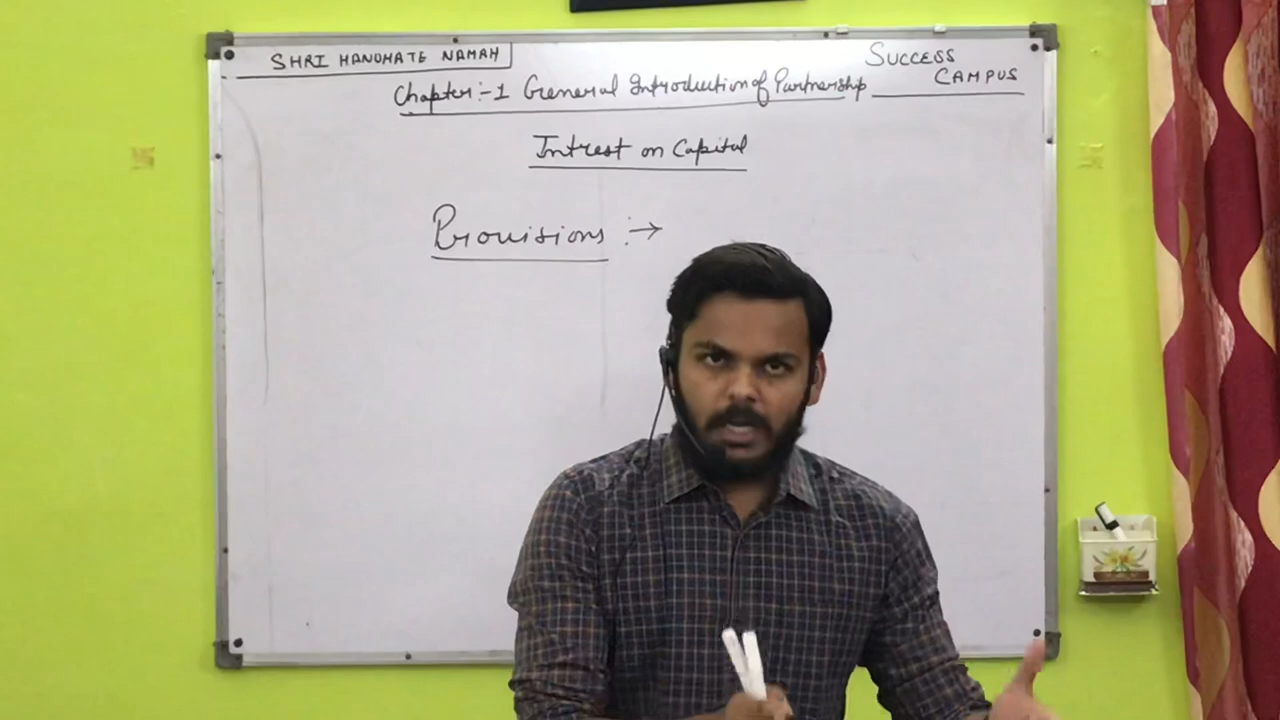 SHRI HANUMATE NAMAH
SUCCESS
CAMPUS
Chapter:-1 General Introduction of Partnership
Intrest on Capital
Provisions :→